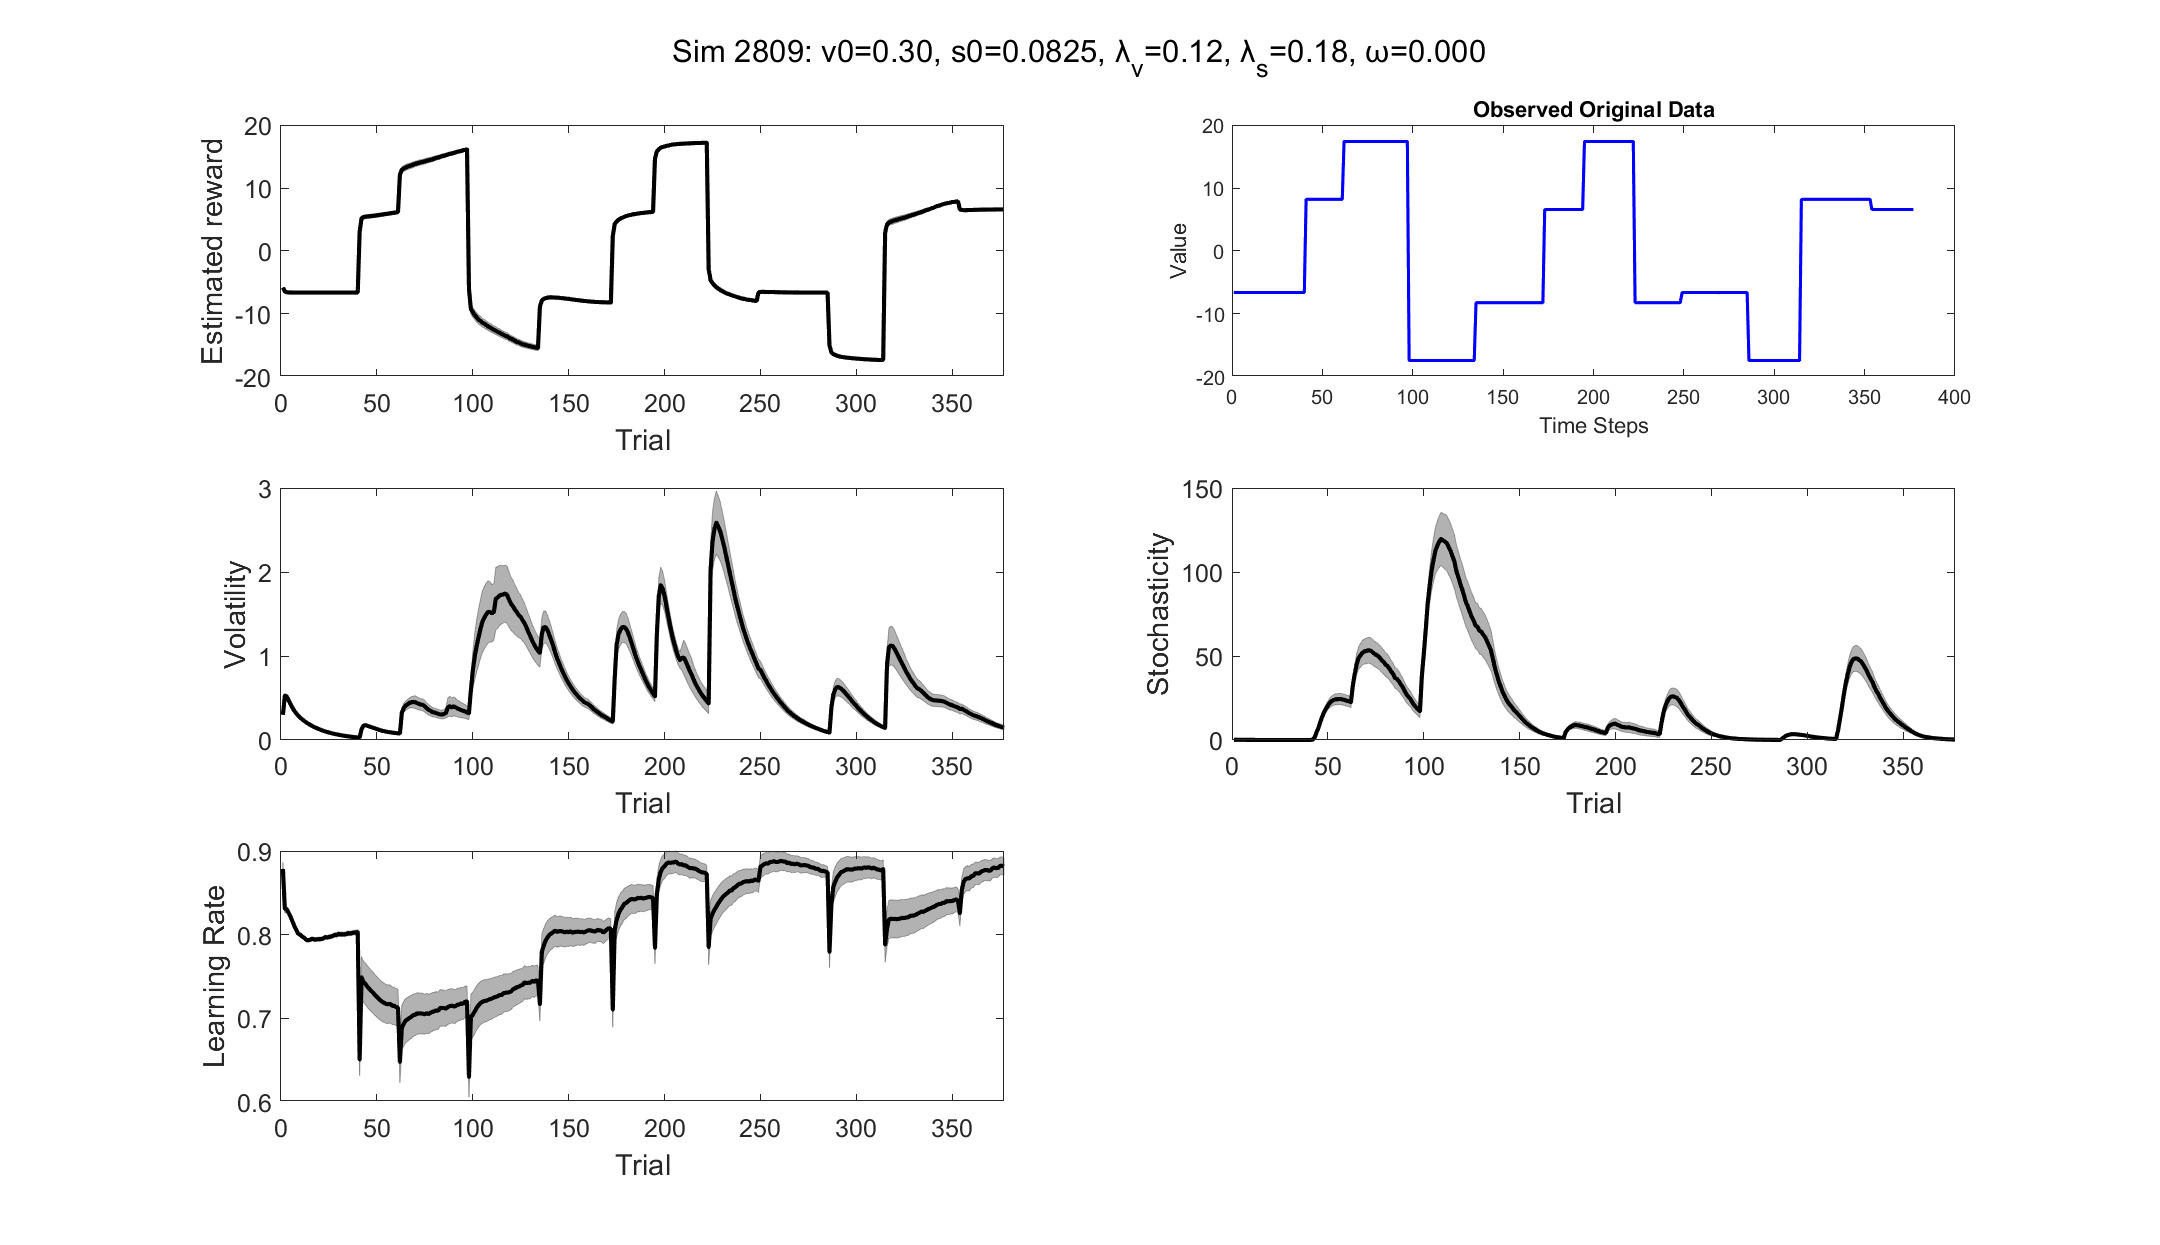 Sim 2809: v0=0.30, s0=0.0825, λ_v=0.12, λ_s=0.18, ω=0.000
Estimated reward
20
10
0
-10
-20
0 50 100 150 200 250 300 350
Trial
Observed Original Data
Value
20
10
0
-10
-20
0 50 100 150 200 250 300 350 400
Time Steps
Volatility
3
2
1
0
0 50 100 150 200 250 300 350
Trial
Stochasticity
150
100
50
0
0 50 100 150 200 250 300 350
Trial
Learning Rate
0.9
0.8
0.7
0.6
0 50 100 150 200 250 300 350
Trial